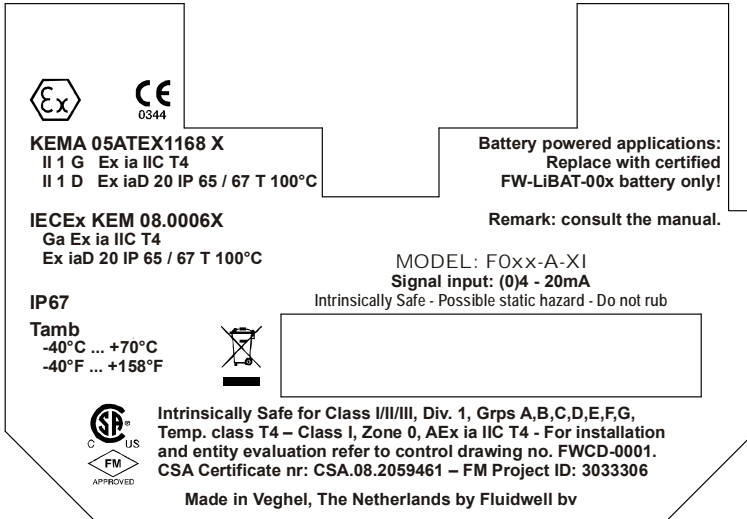 Ex
CE
0344
KEMA 05ATEX1168 X
II 1 G Ex ia IIC T4
II 1 D Ex iaD 20 IP 65 / 67 T 100°C
Battery powered applications:
Replace with certified
FW-LiBAT-00x battery only!
IECEx KEM 08.0006X
Ga Ex ia IIC T4
Ex iaD 20 IP 65 / 67 T 100°C
Remark: consult the manual.
MODEL: F0xx-A-XI
Signal input: (0)4 - 20mA
Intrinsically Safe - Possible static hazard - Do not rub
IP67
Tamb
-40°C ... +70°C
-40°F ... +158°F
SA®
C US
FM
APPROVED
Intrinsically Safe for Class I/II/III, Div. 1, Grps A,B,C,D,E,F,G,
Temp. class T4 – Class I, Zone 0, AEx ia IIC T4 - For installation
and entity evaluation refer to control drawing no. FWCD-0001.
CSA Certificate nr: CSA.08.2059461 – FM Project ID: 3033306
Made in Veghel, The Netherlands by Fluidwell bv